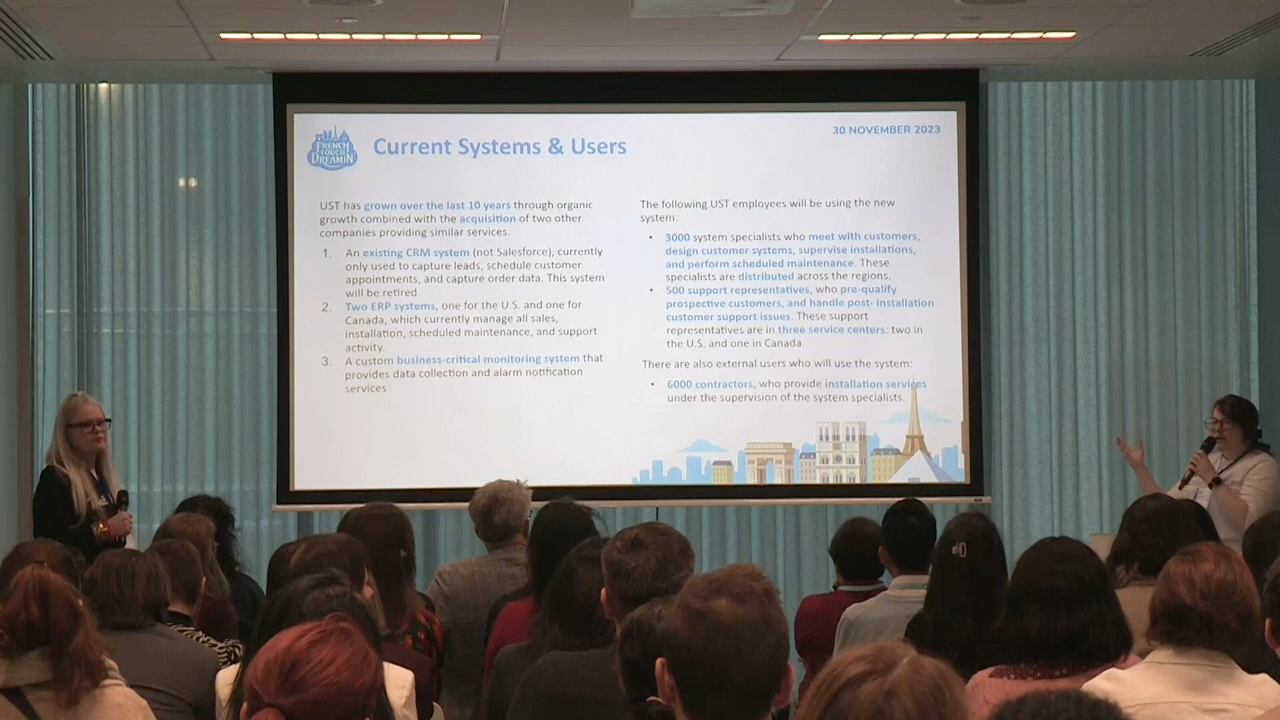 FRENCH
TOUCH
DREAMIN'
Current Systems & Users
30 NOVEMBER 2023
UST has grown over the last 10 years through organic
growth combined with the acquisition of two other
companies providing similar services.
1. An existing CRM system (not Salesforce), currently
only used to capture leads, schedule customer
appointments, and capture order data. This system
will be retired.
2. Two ERP systems, one for the U.S. and one for
Canada, which currently manage all sales,
installation, scheduled maintenance, and support
activity.
3. A custom business-critical monitoring system that
provides data collection and alarm notification
services
The following UST employees will be using the new
system:
• 3000 system specialists who meet with customers,
design customer systems, supervise installations,
and perform scheduled maintenance. These
specialists are distributed across the regions.
• 500 support representatives, who pre-qualify
prospective customers, and handle post- installation
customer support issues. These support
representatives are in three service centers: two in
the U.S. and one in Canada.
There are also external users who will use the system:
• 6000 contractors, who provide installation services
under the supervision of the system specialists.